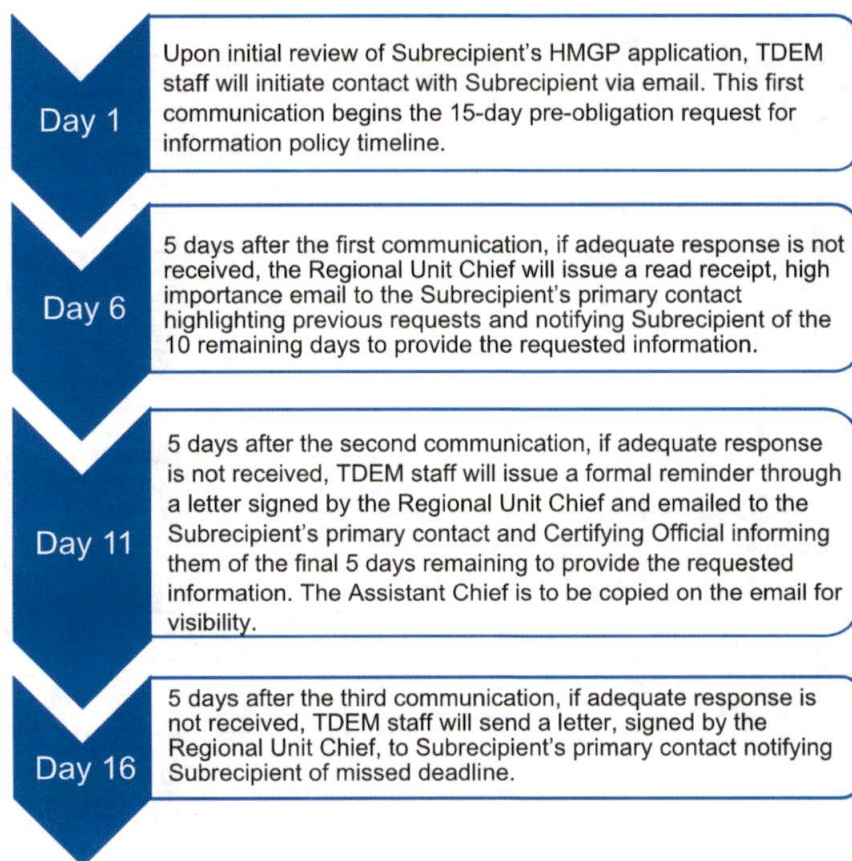 Day 1
Upon initial review of Subrecipient's HMGP application, TDEM
staff will initiate contact with Subrecipient via email. This first
communication begins the 15-day pre-obligation request for
information policy timeline.
Day 6
5 days after the first communication, if adequate response is not
received, the Regional Unit Chief will issue a read receipt, high
importance email to the Subrecipient's primary contact
highlighting previous requests and notifying Subrecipient of the
10 remaining days to provide the requested information.
Day 11
5 days after the second communication, if adequate response
is not received, TDEM staff will issue a formal reminder through
a letter signed by the Regional Unit Chief and emailed to the
Subrecipient's primary contact and Certifying Official informing
them of the final 5 days remaining to provide the requested
information. The Assistant Chief is to be copied on the email for
visibility.
Day 16
5 days after the third communication, if adequate response is
not received, TDEM staff will send a letter, signed by the
Regional Unit Chief, to Subrecipient's primary contact notifying
Subrecipient of missed deadline.